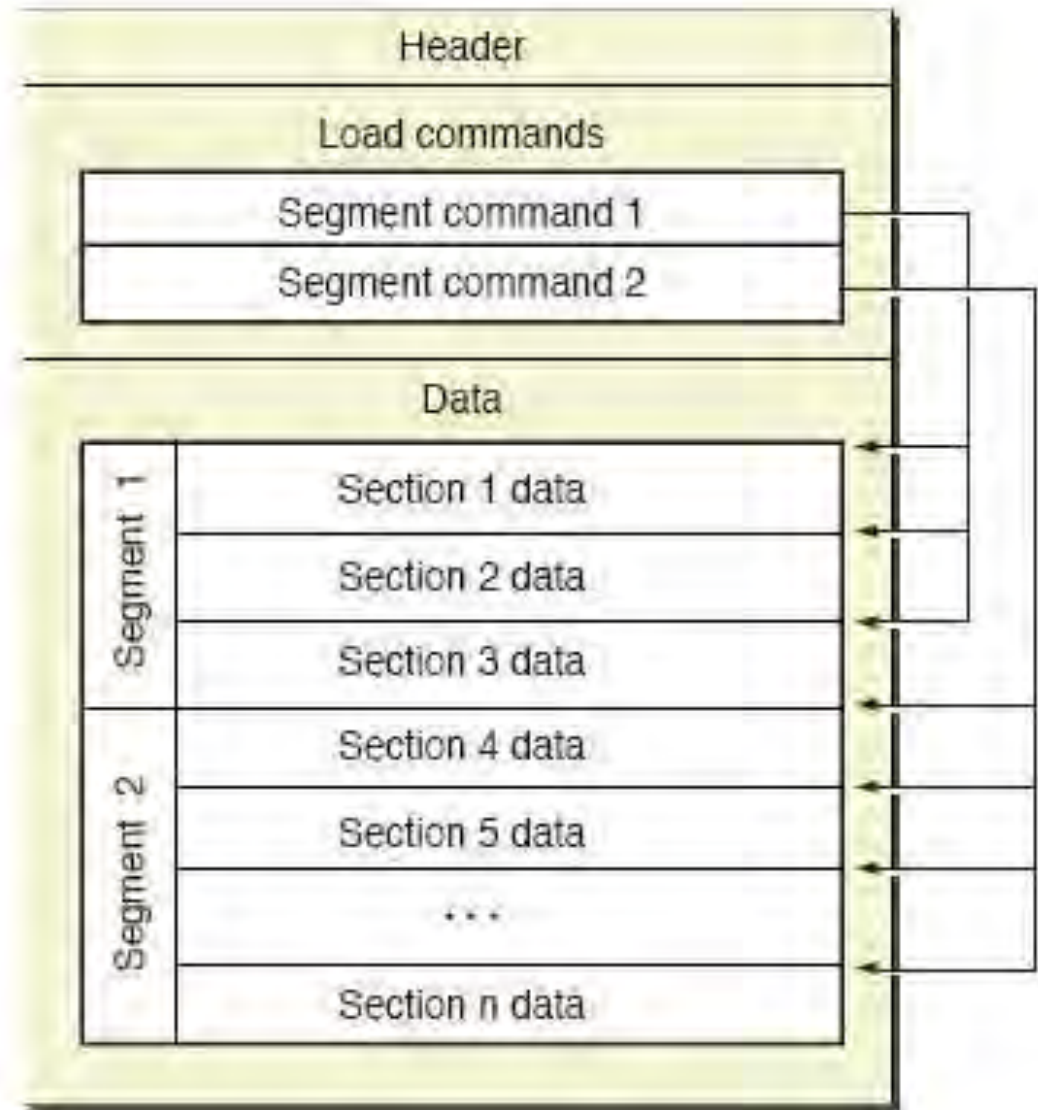 Header
Load commands
Segment command 1
Segment command 2
Data
Segment 1
Section 1 data
Section 2 data
Section 3 data
Segment 2
Section 4 data
Section 5 data
...
Section n data